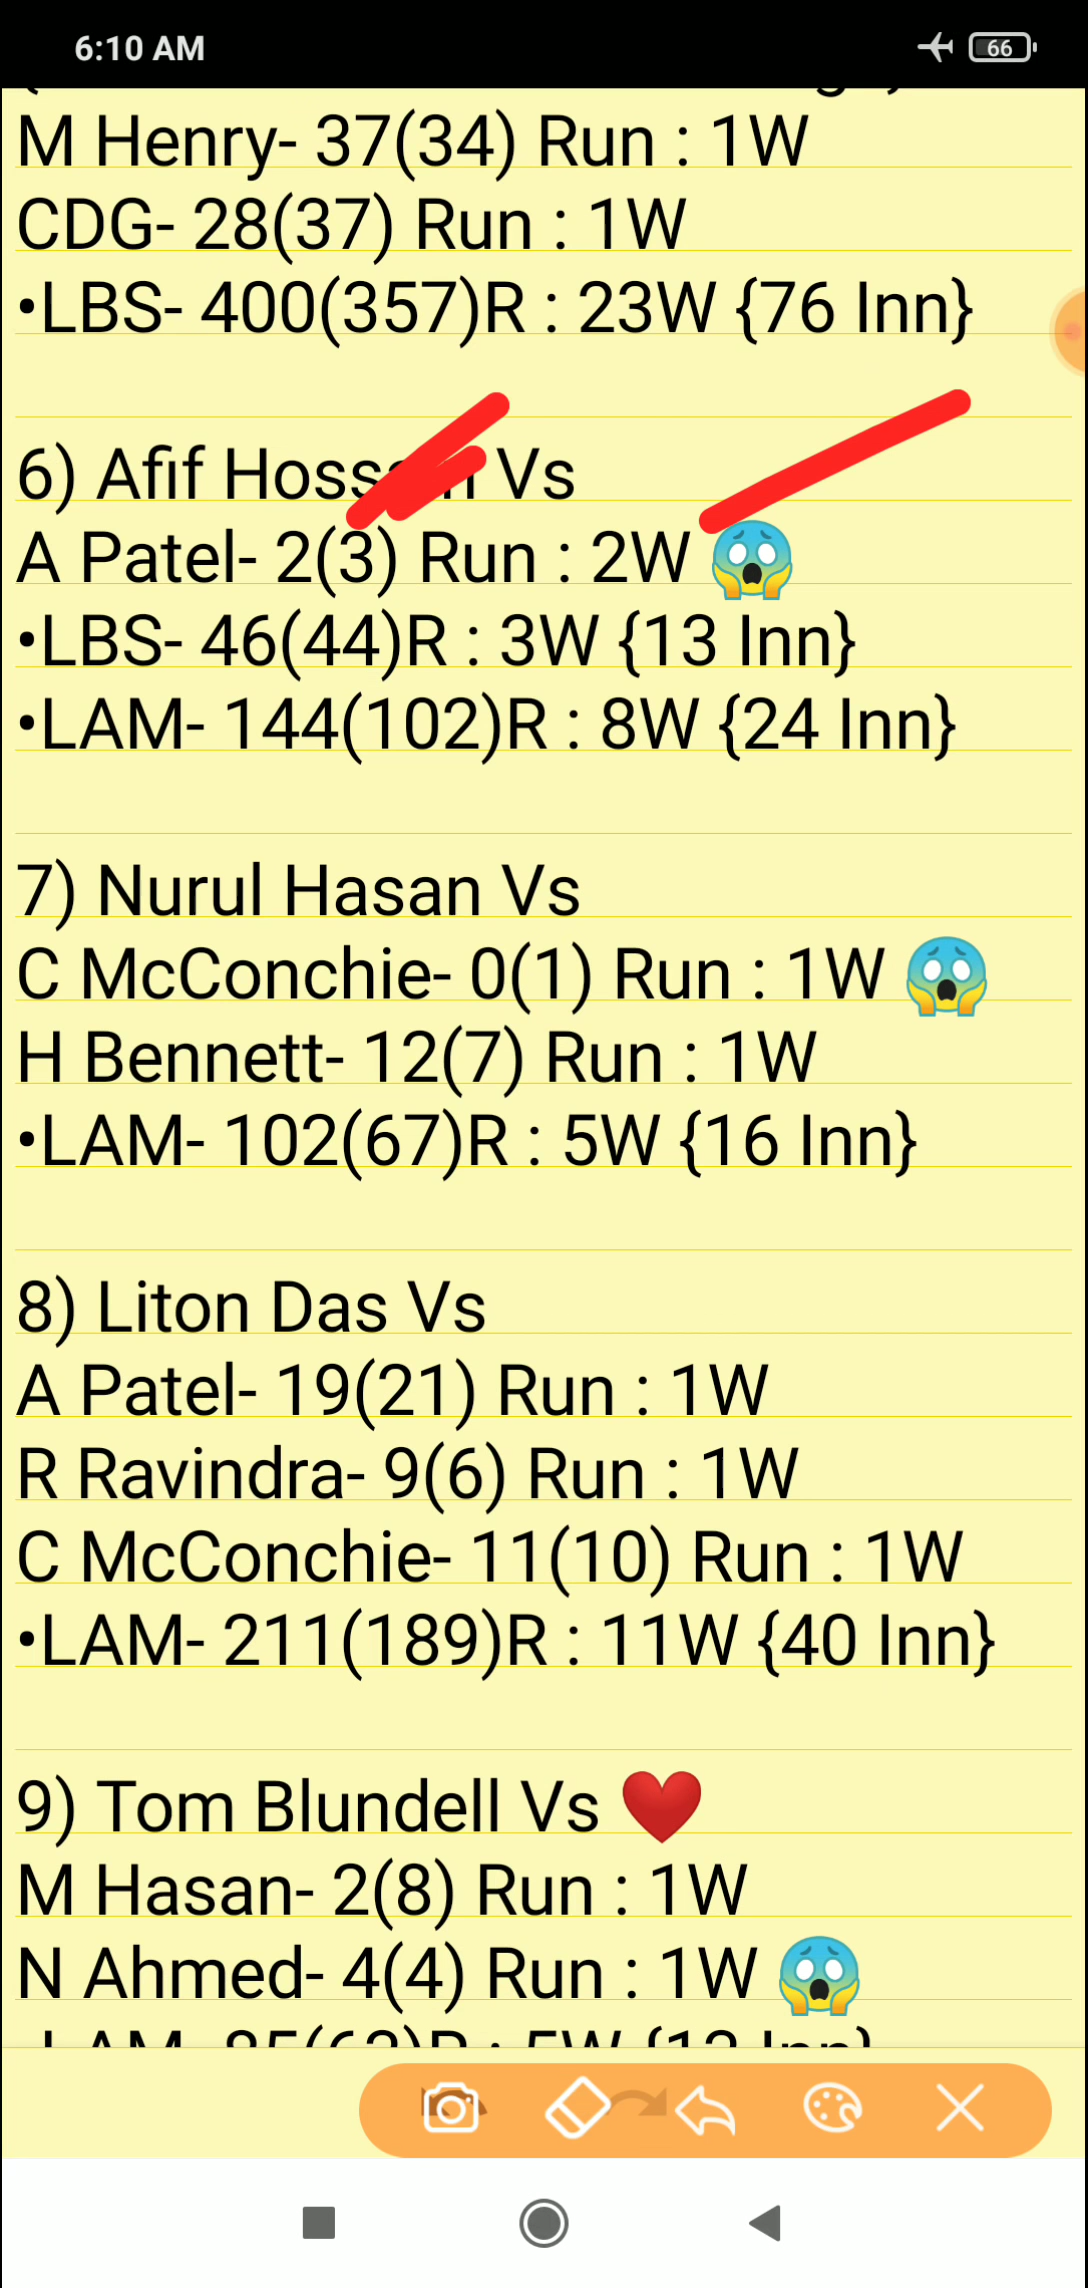 6:10 AM
66
M Henry- 37(34) Run : 1W
CDG- 28(37) Run : 1W
•LBS- 400(357)R : 23W {76 Inn}
6) Afif Vs
A Patel- 2(3) Run : 2W 😱
•LBS- 46(44)R : 3W {13 Inn}
•LAM- 144(102)R : 8W {24 Inn}
7) Nurul Hasan Vs
C McConchie- 0(1) Run : 1W 😱
H Bennett- 12(7) Run : 1W
•LAM- 102(67)R : 5W {16 Inn}
8) Liton Das Vs
A Patel- 19(21) Run : 1W
R Ravindra- 9(6) Run : 1W
C McConchie- 11(10) Run : 1W
•LAM- 211(189)R : 11W {40 Inn}
9) Tom Blundell Vs ❤️
M Hasan- 2(8) Run : 1W
N Ahmed- 4(4) Run : 1W 😱